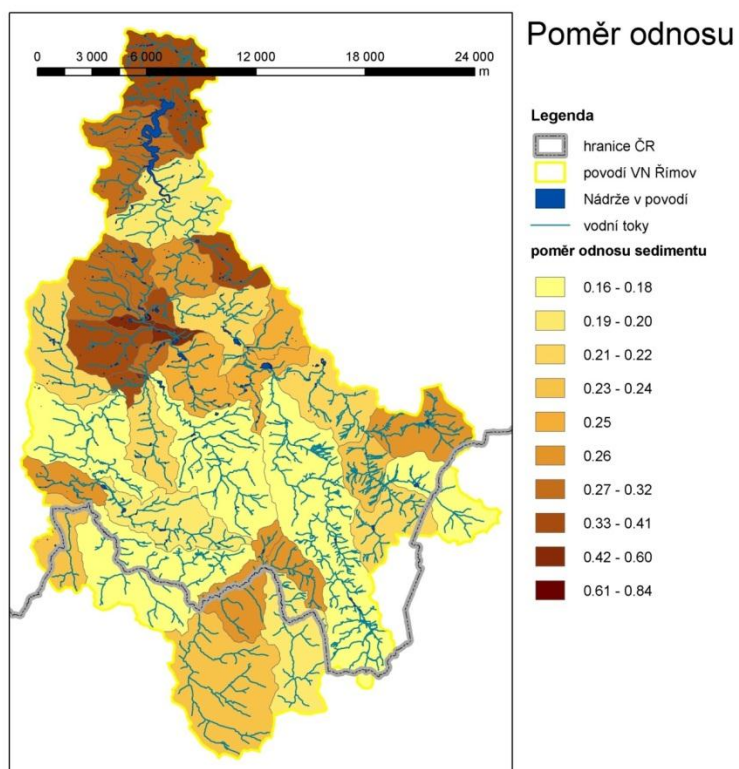 Poměr odnosu
0 3 000 6 000 12 000 18 000 24 000
m
Legenda
hranice ČR
povodí VN Římov
Nádrže v povodí
vodní toky
poměr odnosu sedimentu
0.16 - 0.18
0.19 - 0.20
0.21 - 0.22
0.23 - 0.24
0.25
0.26
0.27 - 0.32
0.33 - 0.41
0.42 - 0.60
0.61 - 0.84